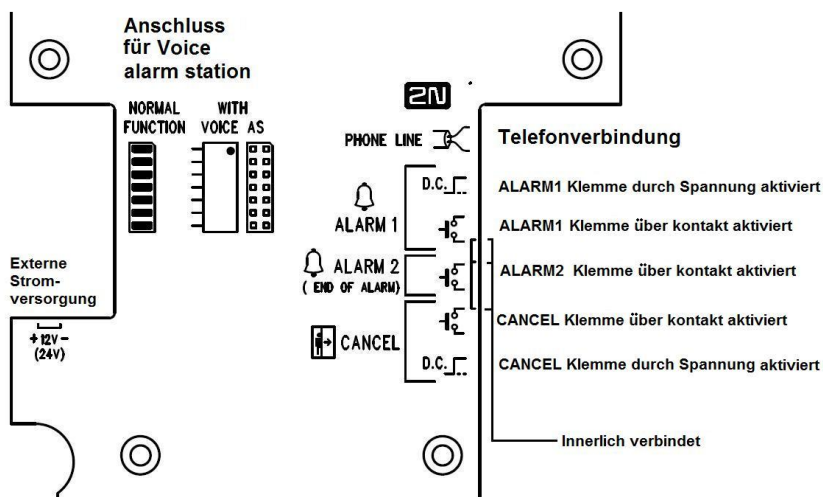 Anschluss
für Voice
alarm station
NORMAL
FUNCTION
WITH
VOICE AS
2N
PHONE LINE
Telefonverbindung
D.C.
ALARM1 Klemme durch Spannung aktiviert
ALARM 1
ALARM1 Klemme über kontakt aktiviert
ALARM 2
( END OF ALARM)
ALARM2 Klemme über kontakt aktiviert
Externe
Strom-
versorgung
+12V-
(24V)
CANCEL
CANCEL Klemme über kontakt aktiviert
D.C.
CANCEL Klemme durch Spannung aktiviert
Innerlich verbindet